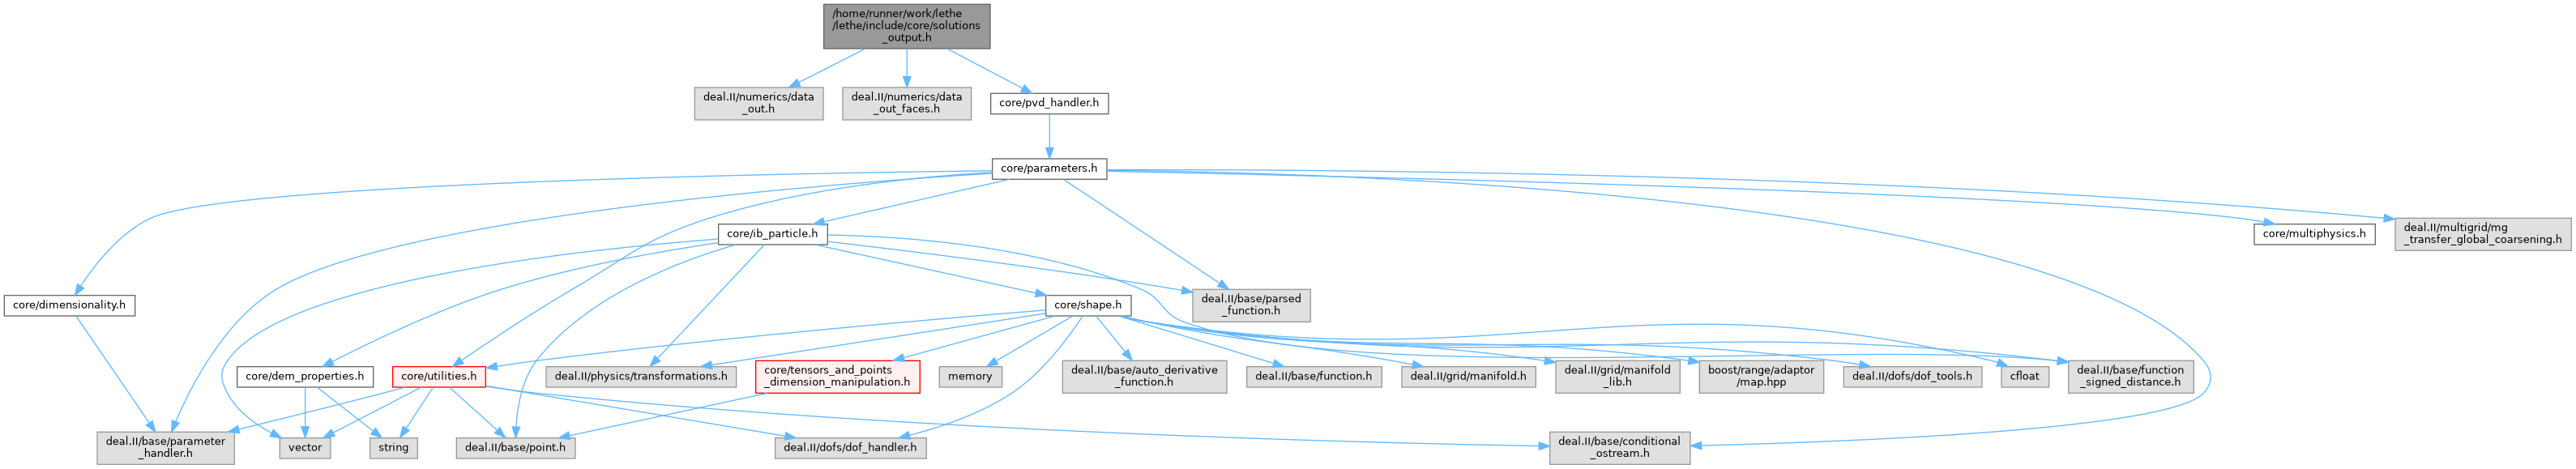 /home/runner/work/lethe
/lethe/include/core/solutions
_output.h
deal.II/numerics/data
_out.h
deal.II/numerics/data
_out_faces.h
core/pvd_handler.h
core/parameters.h
core/ib_particle.h
core/multiphysics.h
deal.II/multigrid/mg
_transfer_global_coarsening.h
core/dimensionality.h
core/shape.h
deal.II/base/parsed
_function.h
core/dem_properties.h
core/utilities.h
deal.II/physics/transformations.h
core/tensors_and_points
_dimension_manipulation.h
memory
deal.II/base/auto_derivative
_function.h
deal.II/base/function.h
deal.II/grid/manifold.h
deal.II/grid/manifold
_lib.h
boost/range/adaptor
/map.hpp
deal.II/dofs/dof_tools.h
cfloat
deal.II/base/function
_signed_distance.h
deal.II/base/parameter
_handler.h
vector
string
deal.II/base/point.h
deal.II/dofs/dof_handler.h
deal.II/base/conditional
_ostream.h